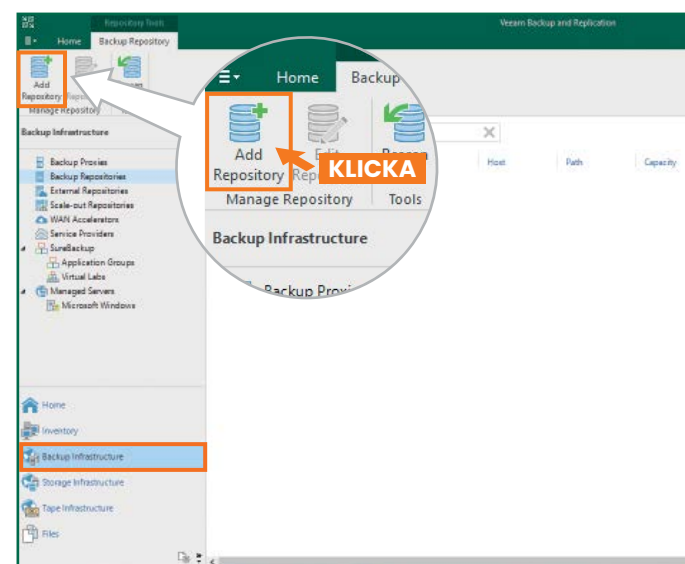 Repository Tools
Veeam Backup and Replication
Home
Backup Repository
Add
Repository
Manage Repository
Home
Backup
Add
Repository
KLICKA
Manage Repository
Tools
Backup Infrastructure
Backup Infrastructure
Host
Path
Capacity
Backup Proxies
Backup Repositories
External Repositories
Scale-out Repositories
WAN Accelerators
Service Providers
SureBackup
Application Groups
Virtual Labs
Managed Servers
Microsoft Windows
Home
Inventory
Backup Infrastructure
Storage Infrastructure
Tape Infrastructure
Files